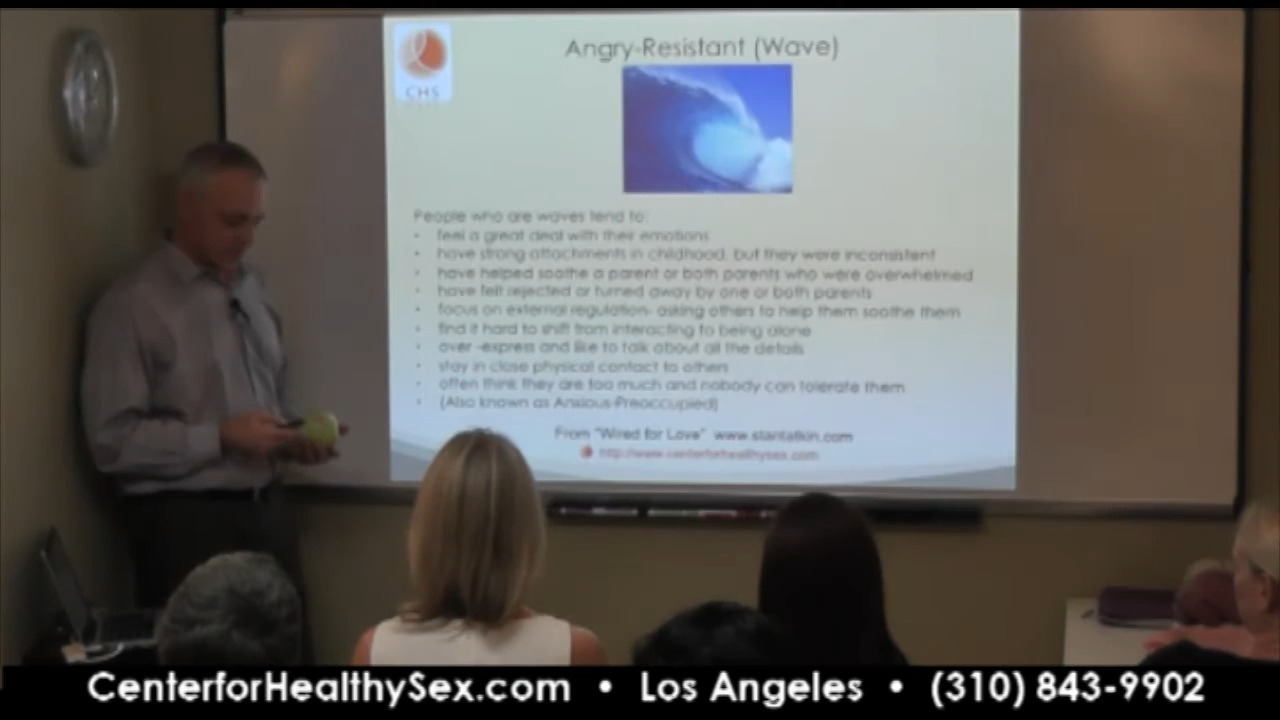 Angry-Resistant (Wave)
CHS
People who are waves tend to:
• feel a great deal with their emotions
• have strong attachments in childhood, but they were inconsistent
• have helped soothe a parent or both parents who were overwhelmed
• have felt rejected or turned away by one or both parents
• focus on external regulation- asking others to help them soothe them
• find it hard to shift from interacting to being alone
• over -express and like to talk about all the details
• stay in close physical contact to others
• often think they are too much and nobody can tolerate them
• (Also known as Anxious-Preoccupied)
From "Wired for Love" www.stantatkin.com
http://www.centerforhealthysex.com
CenterforHealthySex.com • Los Angeles • (310) 843-9902